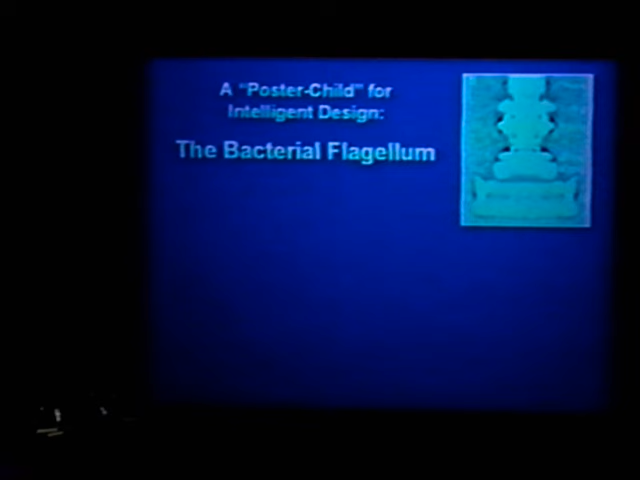 A "Poster-Child" for
Intelligent Design:
The Bacterial Flagellum